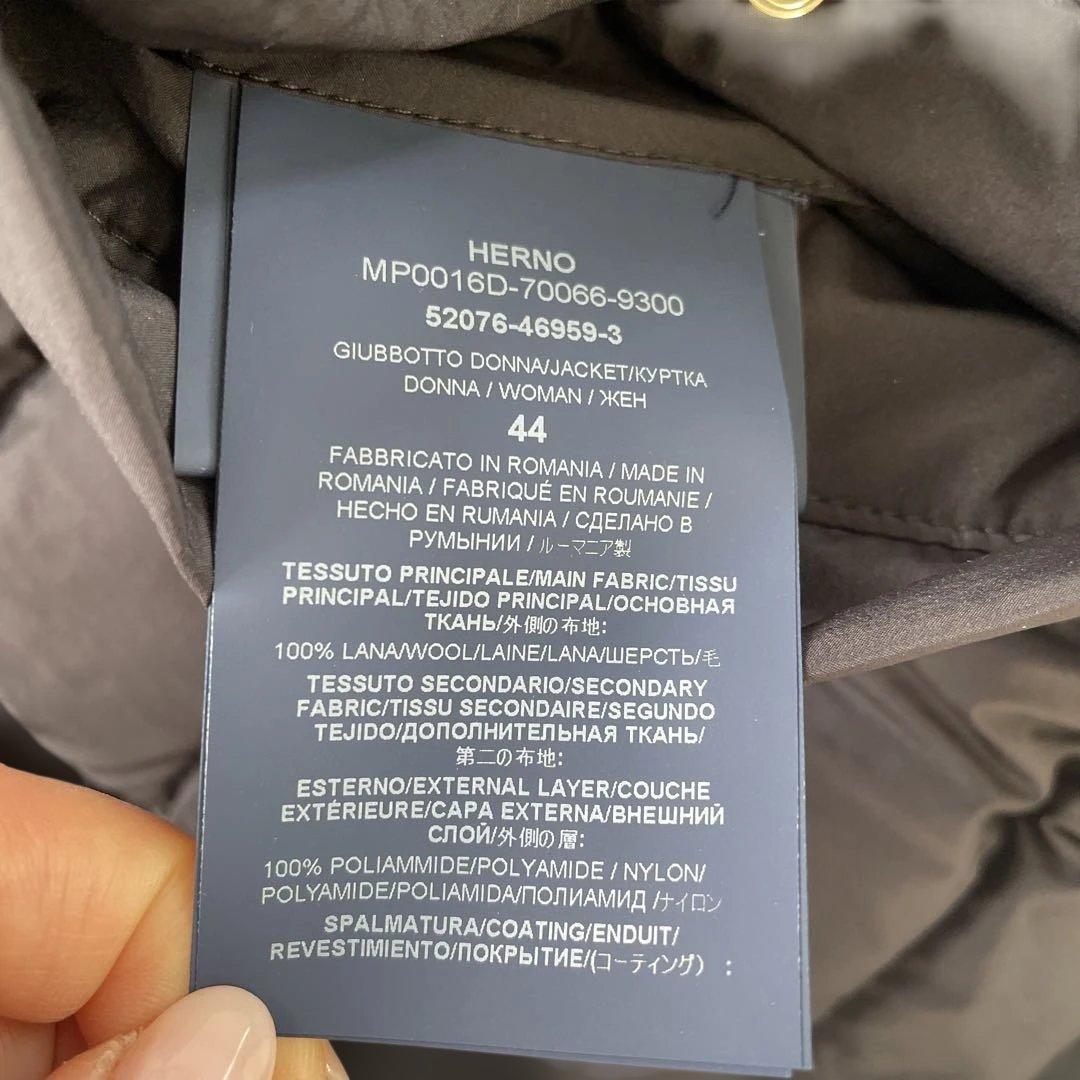 HERNO
MP0016D-70066-9300
52076-46959-3
GIUBBOTTO DONNA/JACKET/КУРТКА
DONNA / WOMAN / ЖЕН
44
FABBRICATO IN ROMANIA / MADE IN
ROMANIA / FABRIQUÉ EN ROUMANIE /
HECHO EN RUMANIA / СДЕЛАНО В
РУМЫНИИ / ルーマニア製
TESSUTO PRINCIPALE/MAIN FABRIC/TISSU
PRINCIPAL/TEJIDO PRINCIPAL/ОСНОВНАЯ
ТКАНЬ/外側の布地:
100% LANA/WOOL/LAINE/LANA/ШЕРСТЬ/毛
TESSUTO SECONDARIO/SECONDARY
FABRIC/TISSU SECONDAIRE/SEGUNDO
TEJIDO/ДОПОЛНИТЕЛЬНАЯ ТКАНЬ/
第二の布地:
ESTERNO/EXTERNAL LAYER/COUCHE
EXTÉRIEURE/CAPA EXTERNA/ВНЕШНИЙ
СЛОЙ/外側の層:
100% POLIAMMIDE/POLYAMIDE / NYLON/
POLYAMIDE/POLIAMIDA/ПОЛИАМИД /ナイロン
SPALMATURA/COATING/ENDUIT/
REVESTIMIENTO/ПОКРЫТИЕ/(コーティング) :